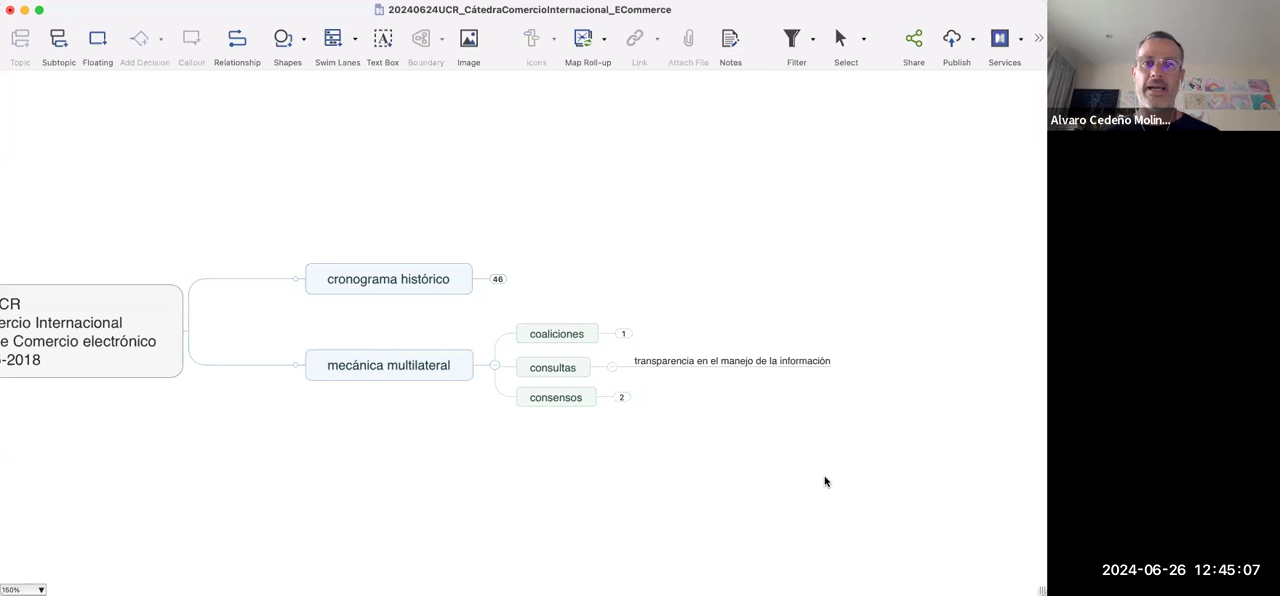 20240624UCR_CátedraComercioInternacional_ECommerce
Topic
Subtopic
Floating
Add Decision
Callout
Relationship
Shapes
Swim Lanes
Text Box
Boundary
Image
Icons
Map Roll-up
Link
Attach File
Notes
Filter
Select
Share
Publish
Services
Alvaro Cedeño Molin...
cronograma histórico
46
CR
ercio Internacional
e Comercio electrónico
-2018
coaliciones
1
transparencia en el manejo de la información
mecánica multilateral
consultas
consensos
2
2024-06-26 12:45:07
150%